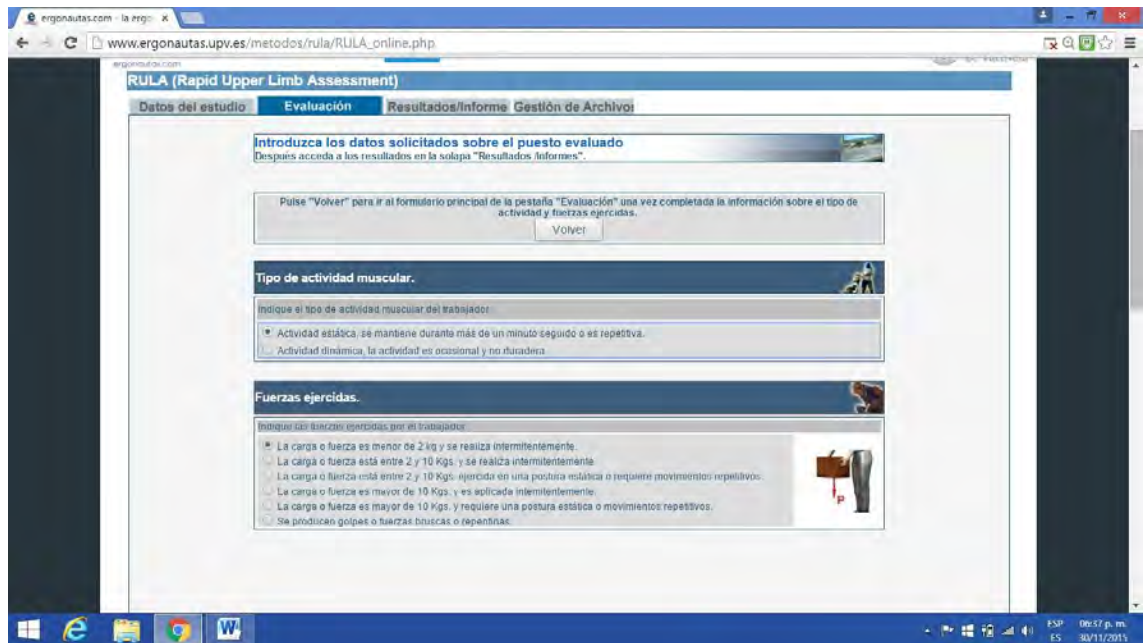 ergonautas.com - la ergo
www.ergonautas.upv.es/metodos/rula/RULA_online.php
ergonautas.com
RULA (Rapid Upper Limb Assessment)
Datos del estudio Evaluación Resultados/Informe Gestión de Archivos
Introduzca los datos solicitados sobre el puesto evaluado
Después acceda a los resultados en la solapa "Resultados /Informes".
Pulse "Volver" para ir al formulario principal de la pestaña "Evaluación" una vez completada la información sobre el tipo de
actividad y fuerzas ejercidas.
Volver
Tipo de actividad muscular.
Indique el tipo de actividad muscular del trabajador
Actividad estática, se mantiene durante más de un minuto seguido o es repetitiva.
Actividad dinámica, la actividad es ocasional y no duradera
Fuerzas ejercidas.
Indique las fuerzas ejercidas por el trabajador
La carga o fuerza es menor de 2 kg y se realiza intermitentemente.
La carga o fuerza está entre 2 y 10 Kgs. y se realiza intermitentemente
La carga o fuerza está entre 2 y 10 Kgs. ejercida en una postura estática o requiere movimientos repetitivos.
La carga o fuerza es mayor de 10 Kgs. y es aplicada intermitentemente.
La carga o fuerza es mayor de 10 Kgs. y requiere una postura estática o movimientos repetitivos.
Se producen golpes o fuerzas bruscas o repentinas.
P
ESP 06:37 p. m.
ES 30/11/2015